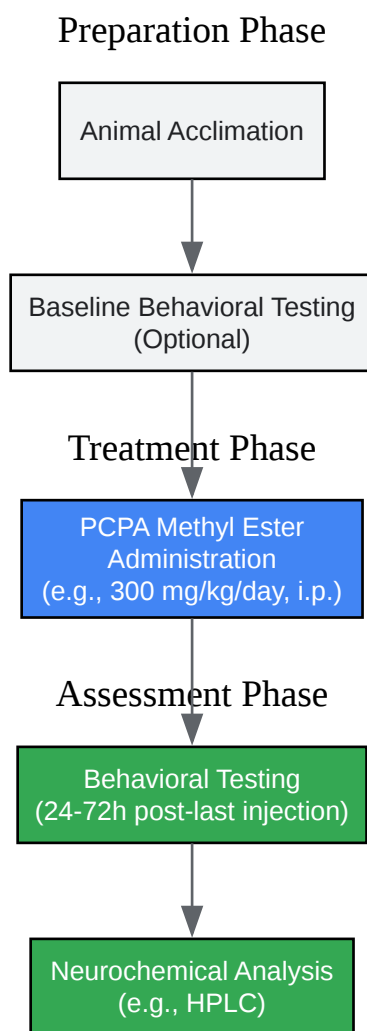 Preparation Phase
Animal Acclimation
Baseline Behavioral Testing
(Optional)
Treatment Phase
PCPA Methyl Ester
Administration
(e.g., 300 mg/kg/day, i.p.)
Assessment Phase
Behavioral Testing
(24-72h post-last injection)
Neurochemical Analysis
(e.g., HPLC)